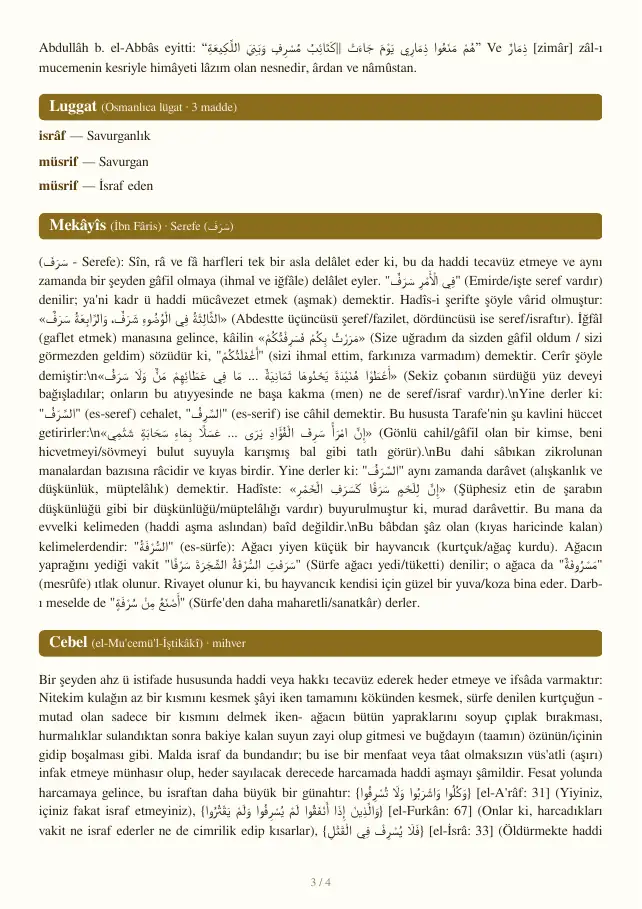 Abdullâh b. el-Abbâs eyitti: “هُمْ مَنَعُوا ذِمَارِي يَوْمَ جَاءَتْ ||كَتَائِبُ مُسْرِفٍ وَبَنِي اللَّكِيعَةِ” Ve ذِمَارٌ [zimâr] zâl-ı
mucemenin kesriyle himâyeti lâzım olan nesnedir, ârdan ve nâmûstan.
Luggat (Osmanlıca lügat · 3 madde)
isrâf — Savurganlık
müsrif — Savurgan
müsrif — İsraf eden
Mekâyîs (İbn Fâris) · Serefe (سَرَفَ)
(سَرَفَ - Serefe): Sîn, râ ve fâ harfleri tek bir asla delâlet eder ki, bu da haddi tecavüz etmeye ve aynı
zamanda bir şeyden gâfil olmaya (ihmal ve iğfâle) delâlet eyler. "فِي الْأَمْرِ سَرَفٌ" (Emirde/işte seref vardır)
denilir; ya'ni kadr ü haddi mücâvezet etmek (aşmak) demektir. Hadîs-i şerifte şöyle vârid olmuştur:
«الثَّالِثَةُ فِي الْوُضُوءِ شَرَفٌ، وَالرَّابِعَةُ سَرَفٌ» (Abdestte üçüncüsü şeref/fazilet, dördüncüsü ise seref/israftır). İğfâl
(gaflet etmek) manasına gelince, kâilin «مَرَرْتُ بِكُمْ فَسَرِفْتُكُمْ» (Size uğradım da sizden gâfil oldum / sizi
görmezden geldim) sözüdür ki, "أَغْفَلْتُكُمْ" (sizi ihmal ettim, farkınıza varmadım) demektir. Cerîr şöyle
demiştir:\n«أَعْطَوْا هُنَيْدَةَ يَحْدُوهَا ثَمَانِيَةٌ ... مَا فِي عَطَائِهِمْ مَنٌّ وَلَا سَرَفُ» (Sekiz çobanın sürdüğü yüz deveyi
bağışladılar; onların bu atıyyesinde ne başa kakma (men) ne de seref/israf vardır).\nYine derler ki:
"السَّرَفُ" (es-seref) cehalet, "السَّرِفُ" (es-serif) ise câhil demektir. Bu hususta Tarafe'nin şu kavlini hüccet
getirirler:\n«إِنَّ امْرَأً سَرِفَ الْفُؤَادِ يَرَى ... عَسَلًا بِمَاءِ سَحَابَةٍ شَتْمِي» (Gönlü cahil/gâfil olan bir kimse, beni
hicvetmeyi/sövmeyi bulut suyuyla karışmış bal gibi tatlı görür).\nBu dahi sâbıkan zikrolunan
manalardan bazısına râcidir ve kıyas birdir. Yine derler ki: "السَّرَفُ" aynı zamanda darâvet (alışkanlık ve
düşkünlük, müptelâlık) demektir. Hadîste: «إِنَّ لِلَّحْمِ سَرَفًا كَسَرَفِ الْخَمْرِ» (Şüphesiz etin de şarabın
düşkünlüğü gibi bir düşkünlüğü/müptelâlığı vardır) buyurulmuştur ki, murad darâvettir. Bu mana da
evvelki kelimeden (haddi aşma aslından) baîd değildir.\nBu bâbdan şâz olan (kıyas haricinde kalan)
kelimelerdendir: "السُّرْفَةُ" (es-sürfe): Ağacı yiyen küçük bir hayvancık (kurtçuk/ağaç kurdu). Ağacın
yaprağını yediği vakit "سَرَفَتِ السُّرْفَةُ الشَّجَرَةَ سَرْفًا" (Sürfe ağacı yedi/tüketti) denilir; o ağaca da "مَسْرُوفَةٌ"
(mesrûfe) ıtlak olunur. Rivayet olunur ki, bu hayvancık kendisi için güzel bir yuva/koza bina eder. Darb-
ı meselde de "أَصْنَعُ مِنْ سُرْفَةٍ" (Sürfe'den daha maharetli/sanatkâr) derler.
Cebel (el-Mu'cemü'l-İştikâkî) · mihver
Bir şeyden ahz ü istifade hususunda haddi veya hakkı tecavüz ederek heder etmeye ve ifsâda varmaktır:
Nitekim kulağın az bir kısmını kesmek şâyi iken tamamını kökünden kesmek, sürfe denilen kurtçuğun -
mutad olan sadece bir kısmını delmek iken- ağacın bütün yapraklarını soyup çıplak bırakması,
hurmalıklar sulandıktan sonra bakiye kalan suyun zayi olup gitmesi ve buğdayın (taamın) özünün/içinin
gidip boşalması gibi. Malda israf da bundandır; bu ise bir menfaat veya tâat olmaksızın vüs'atli (aşırı)
infak etmeye münhasır olup, heder sayılacak derecede harcamada haddi aşmayı şâmildir. Fesat yolunda
harcamaya gelince, bu israftan daha büyük bir günahtır: {وَكُلُوا وَاشْرَبُوا وَلَا تُسْرِفُوا} [el-A'râf: 31] (Yiyiniz,
içiniz fakat israf etmeyiniz), {وَالَّذِينَ إِذَا أَنْفَقُوا لَمْ يُسْرِفُوا وَلَمْ يَقْتُرُوا} [el-Furkân: 67] (Onlar ki, harcadıkları
vakit ne israf ederler ne de cimrilik edip kısarlar), {فَلَا يُسْرِفْ فِي الْقَتْلِ} [el-İsrâ: 33] (Öldürmekte haddi
3 / 4